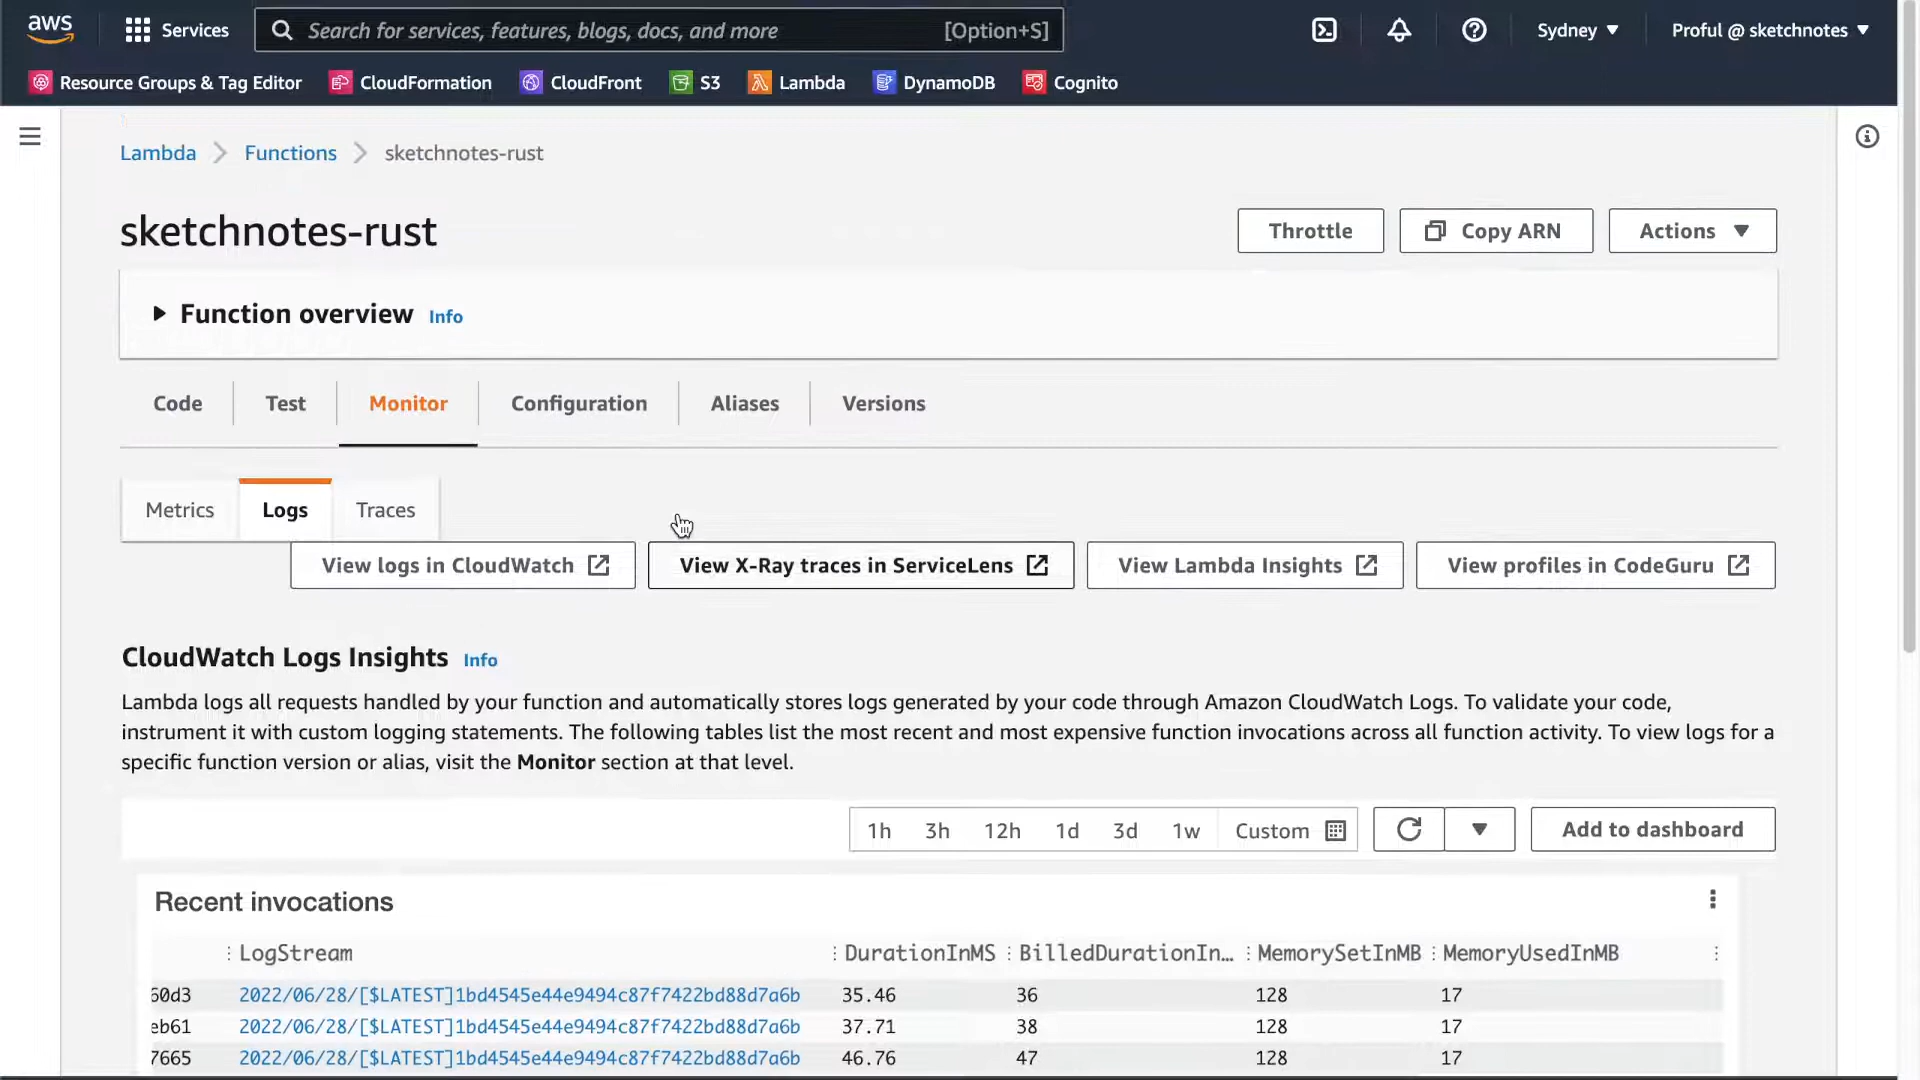 aws
Services
Search for services, features, blogs, docs, and more
[Option+S]
Sydney
Proful @ sketchnotes
Resource Groups & Tag Editor
CloudFormation
CloudFront
S3
Lambda
DynamoDB
Cognito
Lambda
Functions
sketchnotes-rust
sketchnotes-rust
Throttle
Copy ARN
Actions
Function overview
Info
Code
Test
Monitor
Configuration
Aliases
Versions
Metrics
Logs
Traces
View logs in CloudWatch
View X-Ray traces in ServiceLens
View Lambda Insights
View profiles in CodeGuru
CloudWatch Logs Insights
Info
Lambda logs all requests handled by your function and automatically stores logs generated by your code through Amazon CloudWatch Logs. To validate your code,
instrument it with custom logging statements. The following tables list the most recent and most expensive function invocations across all function activity. To view logs for a
specific function version or alias, visit the Monitor section at that level.
1h
3h
12h
1d
3d
1w
Custom
Add to dashboard
Recent invocations
LogStream
DurationInMS
BilledDurationIn...
MemorySetInMB
MemoryUsedInMB
60d3 2022/06/28/[$LATEST]1bd4545e44e9494c87f7422bd88d7a6b 35.46 36 128 17
eb61 2022/06/28/[$LATEST]1bd4545e44e9494c87f7422bd88d7a6b 37.71 38 128 17
7665 2022/06/28/[$LATEST]1bd4545e44e9494c87f7422bd88d7a6b 46.76 47 128 17